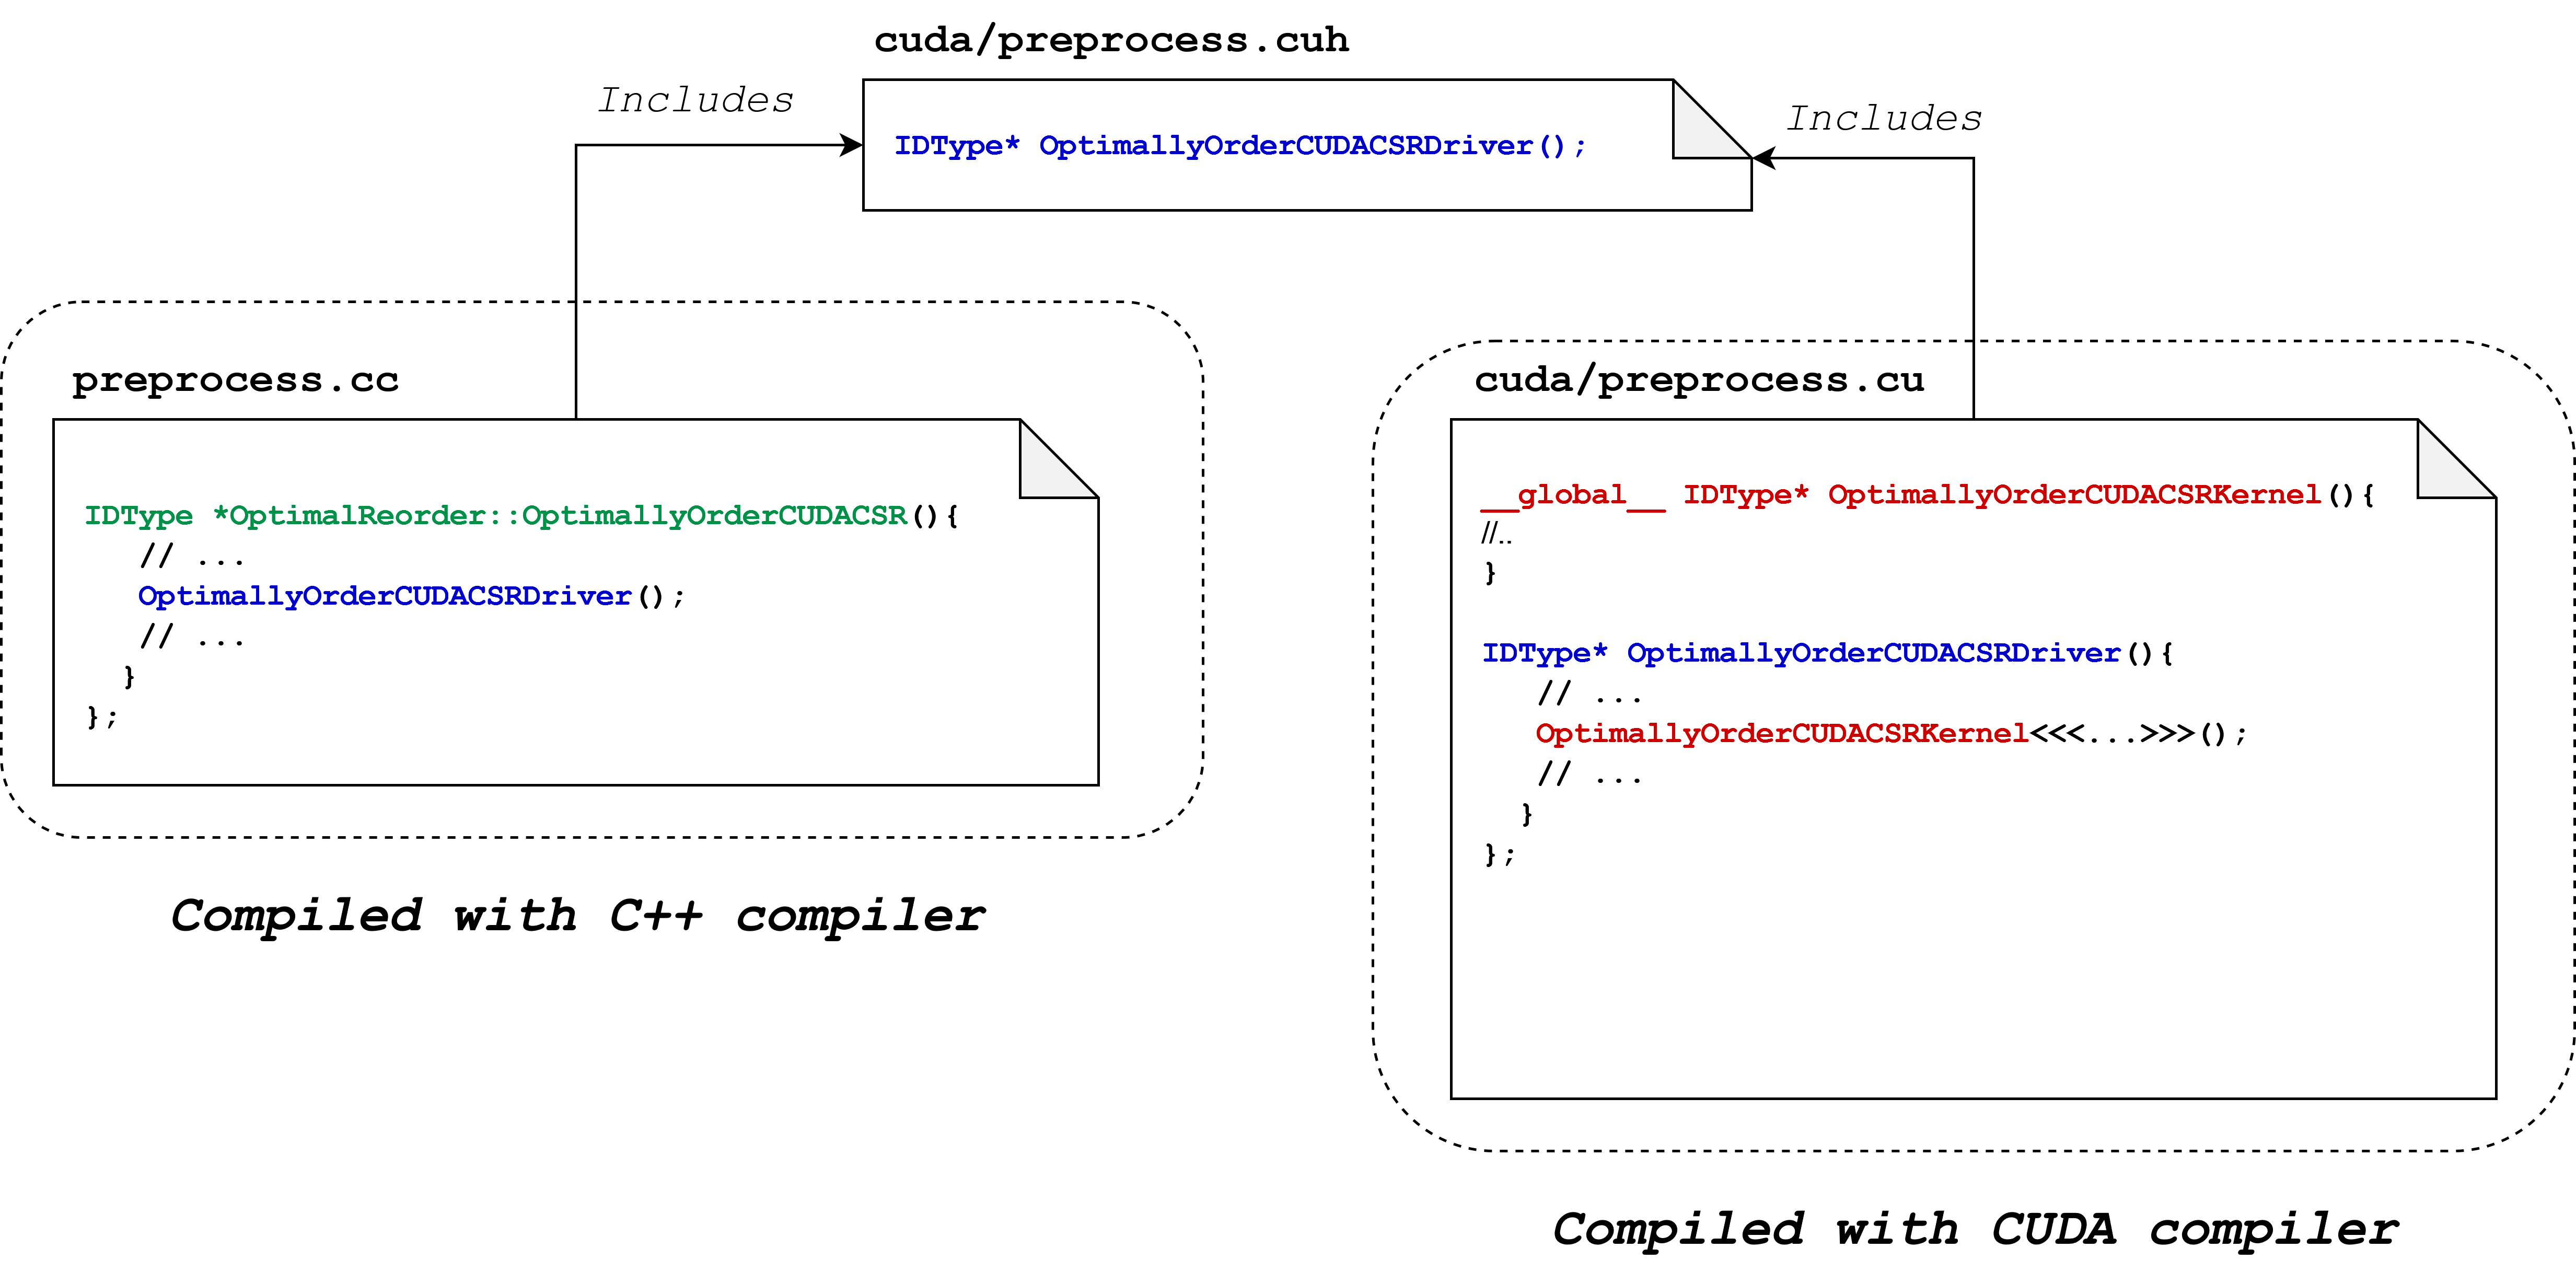 cuda/preprocess.cuh
Includes
IDType* OptimallyOrderCUDACSRDriver();
Includes
preprocess.cc
IDType *OptimalReorder::OptimallyOrderCUDACSR(){
// ...
OptimallyOrderCUDACSRDriver();
// ...
}
};
Compiled with C++ compiler
cuda/preprocess.cu
__global__ IDType* OptimallyOrderCUDACSRKernel(){
//..
}
IDType* OptimallyOrderCUDACSRDriver(){
// ...
OptimallyOrderCUDACSRKernel<<<...>>>();
// ...
}
};
Compiled with CUDA compiler